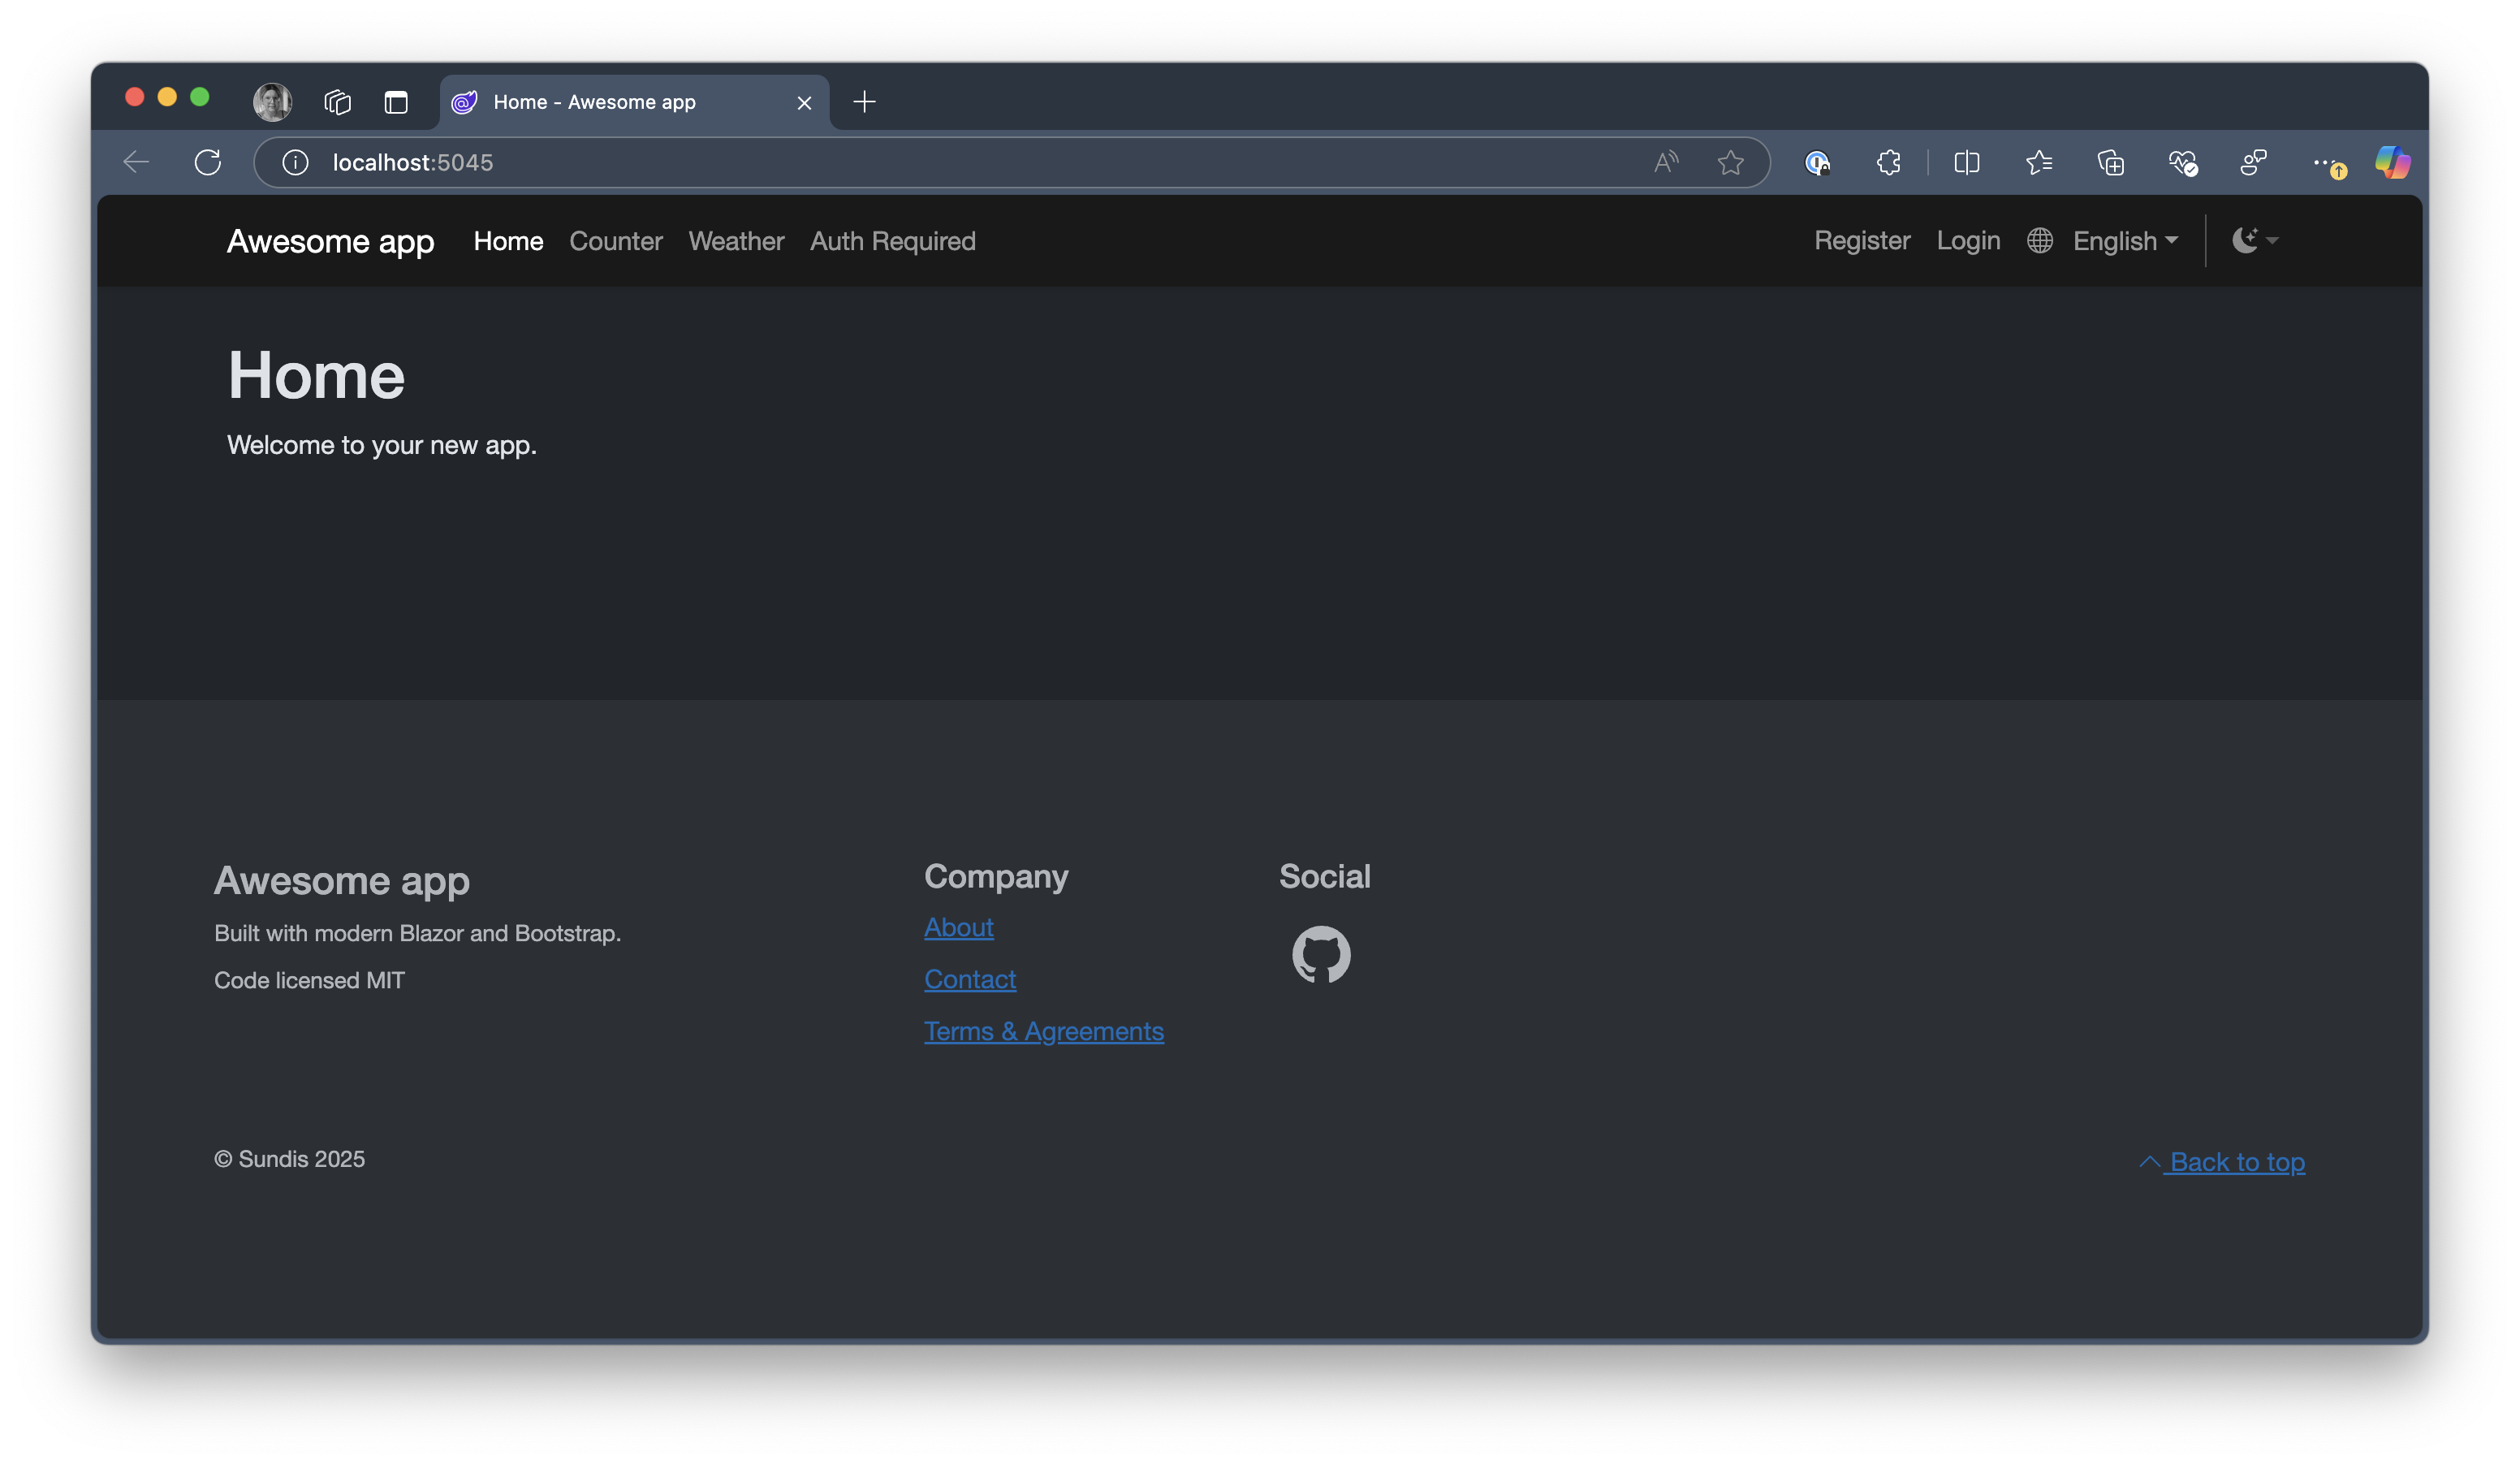 Home - Awesome app
localhost:5045
Awesome app Home Counter Weather Auth Required Register Login English
Home
Welcome to your new app.
Awesome app
Built with modern Blazor and Bootstrap.
Code licensed MIT
Company
About
Contact
Terms & Agreements
Social
© Sundis 2025
Back to top